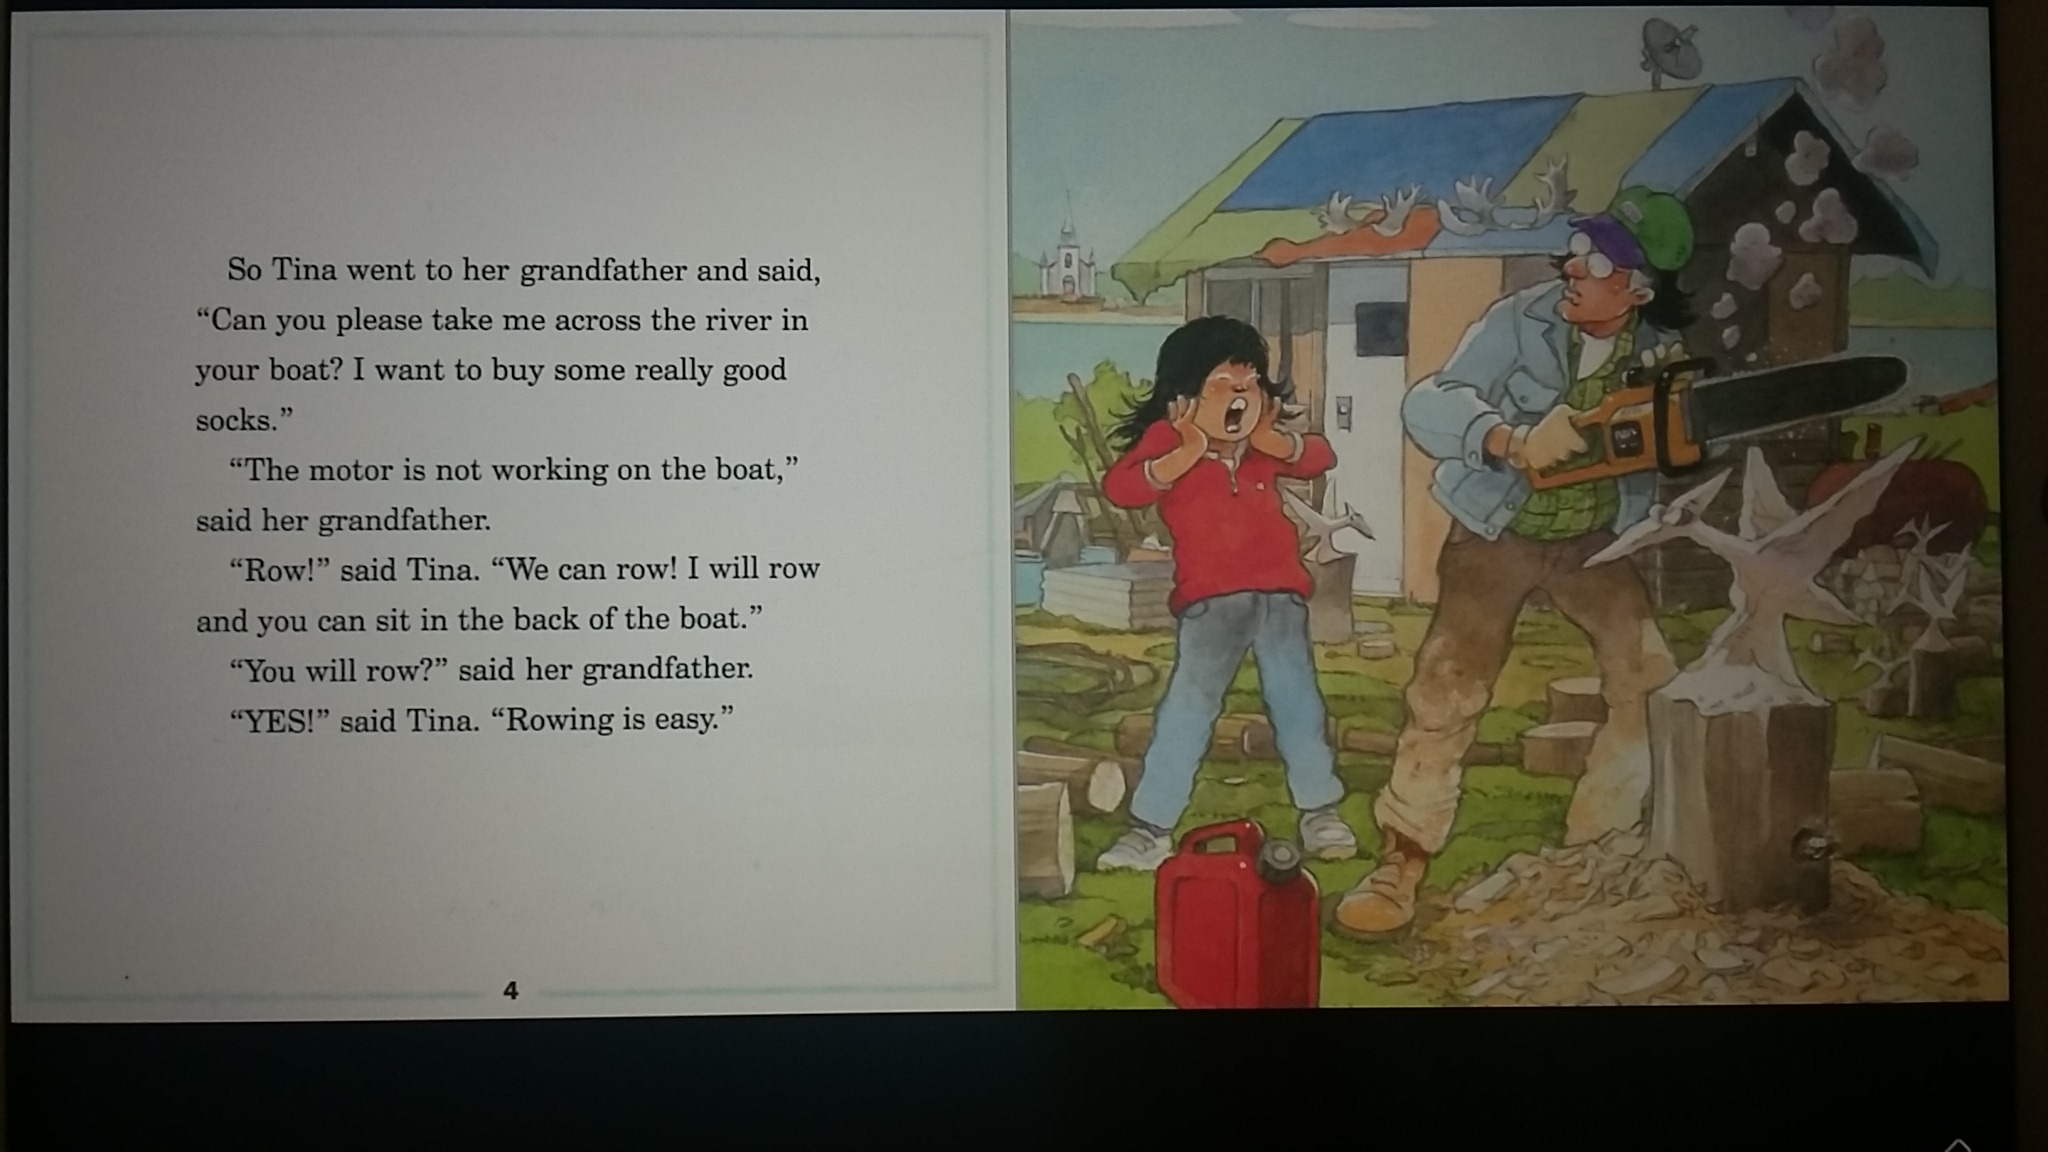 So Tina went to her grandfather and said,
“Can you please take me across the river in
your boat? I want to buy some really good
socks.”
“The motor is not working on the boat,”
said her grandfather.
“Row!” said Tina. “We can row! I will row
and you can sit in the back of the boat.”
“You will row?” said her grandfather.
“YES!” said Tina. “Rowing is easy.”
4